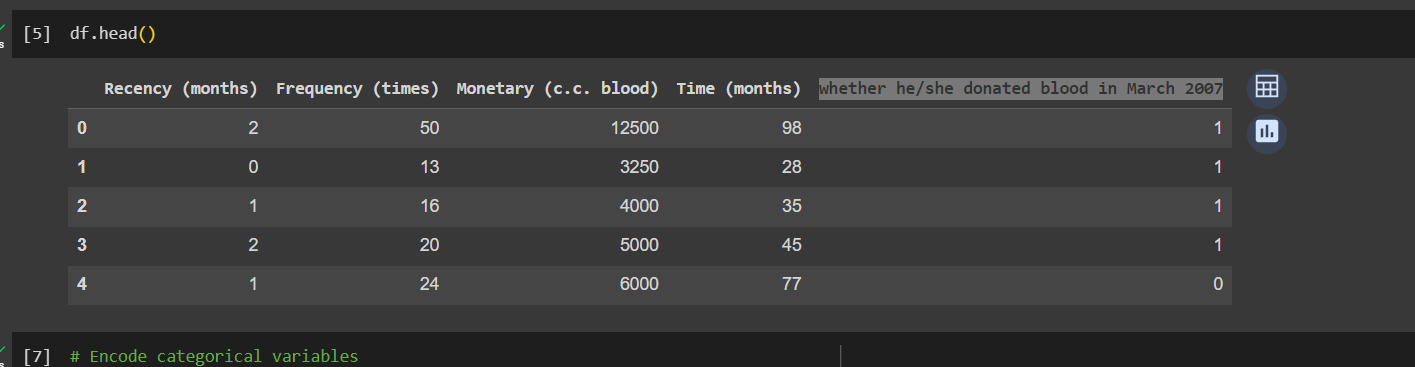 [5] df.head()
Recency (months) Frequency (times) Monetary (c.c. blood) Time (months) whether he/she donated blood in March 2007
0 2 50 12500 98 1
1 0 13 3250 28 1
2 1 16 4000 35 1
3 2 20 5000 45 1
4 1 24 6000 77 0
[7] # Encode categorical variables